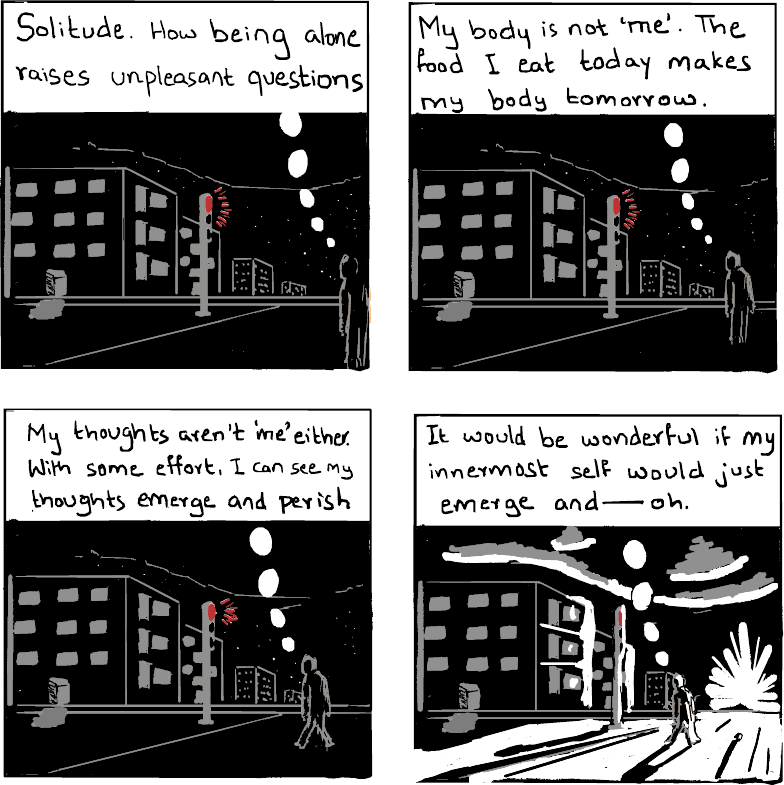 Solitude. How being alone
raises unpleasant questions
My body is not 'me'. The
food I eat today makes
my body tomorrow.
My thoughts aren't 'me' either.
With some effort, I can see my
thoughts emerge and perish
It would be wonderful if my
innermost self would just
emerge and—oh.